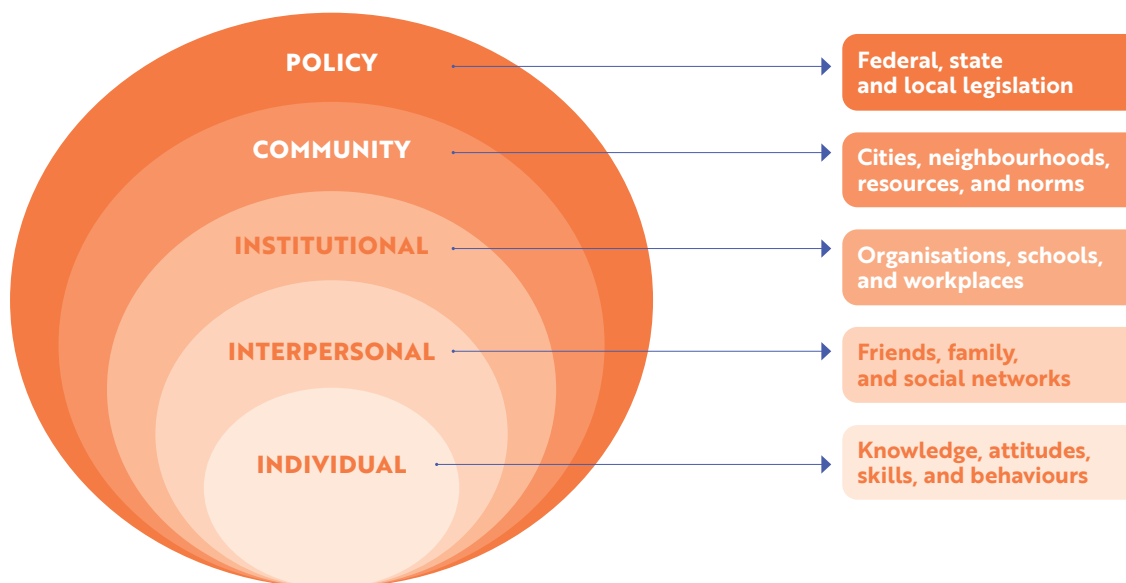 POLICY
Federal, state
and local legislation
COMMUNITY
Cities, neighbourhoods,
resources, and norms
INSTITUTIONAL
Organisations, schools,
and workplaces
INTERPERSONAL
Friends, family,
and social networks
INDIVIDUAL
Knowledge, attitudes,
skills, and behaviours